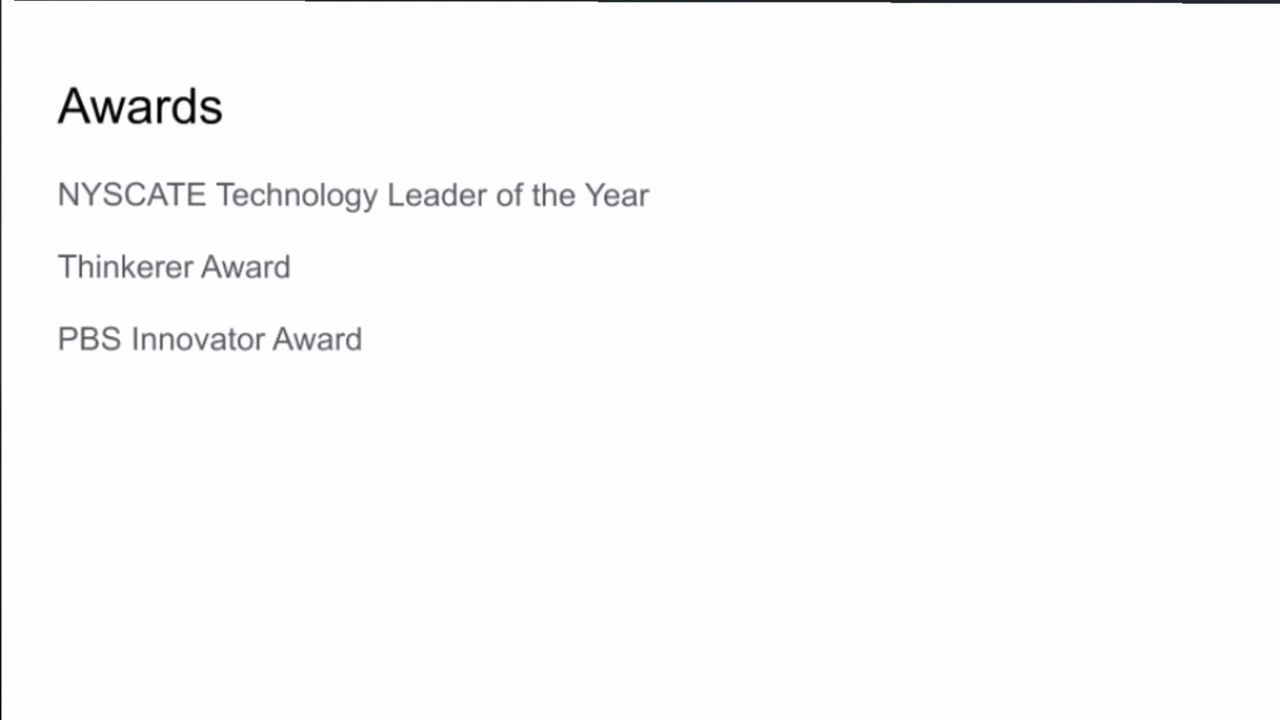 Awards
NYSCATE Technology Leader of the Year
Thinkerer Award
PBS Innovator Award